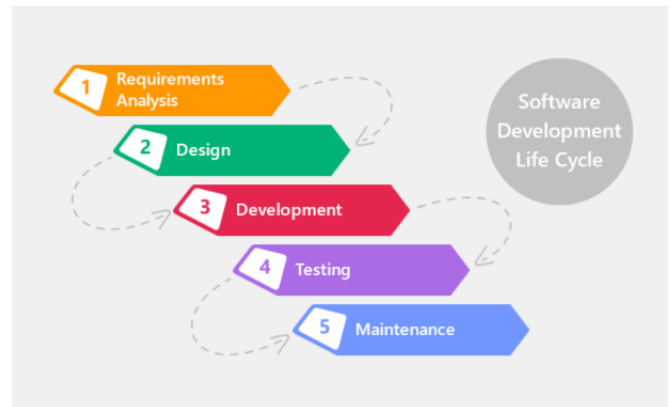 1 Requirements
Analysis
2 Design
3 Development
4 Testing
5 Maintenance
Software
Development
Life Cycle